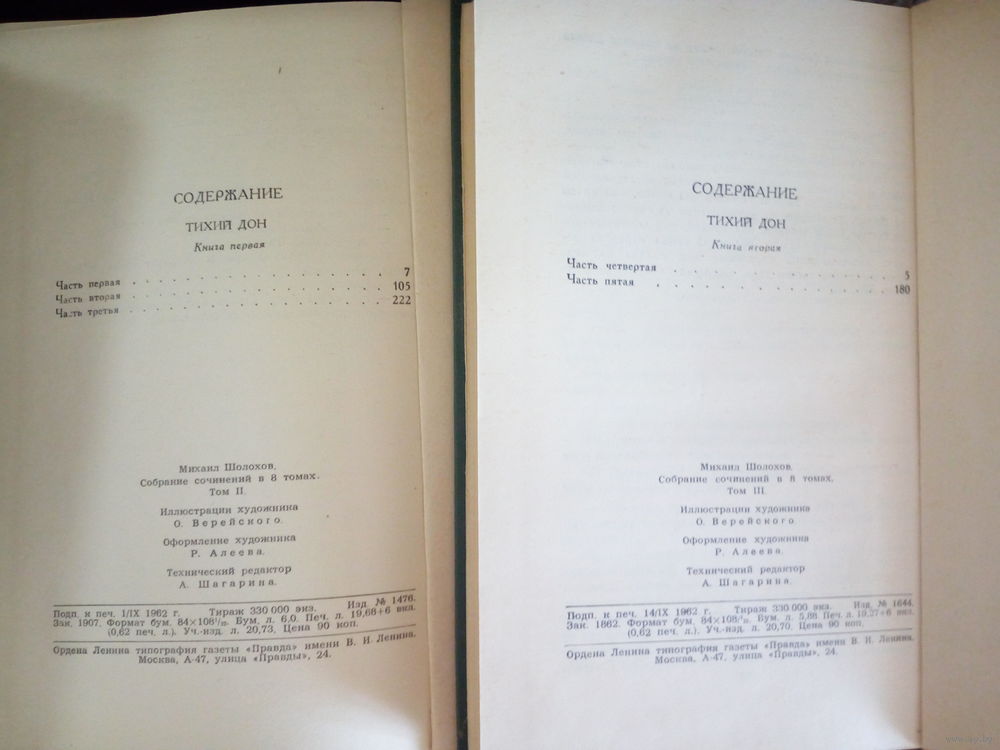 СОДЕРЖАНИЕ
ТИХИЙ ДОН
Книга первая
Часть первая . . . . . . . . . . . . . . . . 7
Часть вторая . . . . . . . . . . . . . . . . 105
Часть третья . . . . . . . . . . . . . . . . 222
Михаил Шолохов.
Собрание сочинений в 8 томах.
Том II.
Иллюстрации художника
О. Верейского.
Оформление художника
Р. Алеева.
Технический редактор
А. Шагарина.
Подп. к печ. 1/IX 1962 г. Тираж 330 000 экз. Изд. № 1476.
Зак. 1907. Формат бум. 84×108¹/₃₂. Бум. л. 6,0. Печ. л. 19,68+6 вкл.
(0,62 печ. л.). Уч.-изд. л. 20,73. Цена 90 коп.
Ордена Ленина типография газеты «Правда» имени В. И. Ленина.
Москва, А-47, улица «Правды», 24.
СОДЕРЖАНИЕ
ТИХИЙ ДОН
Книга вторая
Часть четвертая . . . . . . . . . . . . . . . 5
Часть пятая . . . . . . . . . . . . . . . 180
Михаил Шолохов.
Собрание сочинений в 8 томах.
Том III.
Иллюстрации художника
О. Верейского.
Оформление художника
Р. Алеева.
Технический редактор
А. Шагарина.
Подп. к печ. 14/IX 1962 г. Тираж 330 000 экз. Изд. № 1644.
Зак. 1862. Формат бум. 84×108¹/₃₂. Бум. л. 5,88 Печ. л. 19,27+6 вкл.
(0,62 печ. л.). Уч.-изд. л. 20,70. Цена 90 коп.
Ордена Ленина типография газеты «Правда» имени В. И. Ленина.
Москва, А-47, улица «Правды», 24.